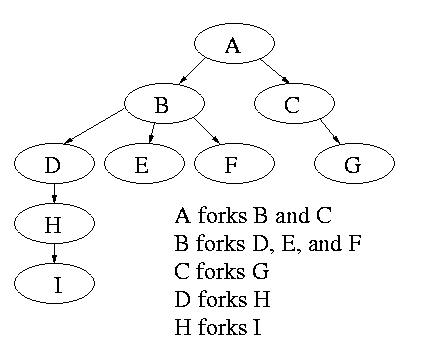 A
B C
D E F G
H
I
A forks B and C
B forks D, E, and F
C forks G
D forks H
H forks I